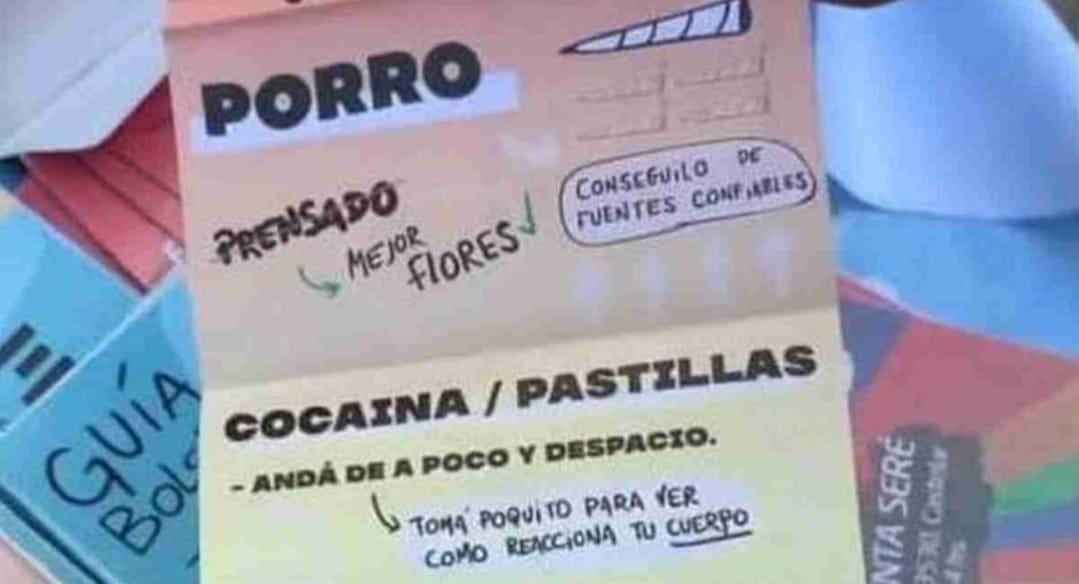 PORRO
PRENSADO
MEJOR
FLORES
CONSEGUILO DE
FUENTES CONFIABLES
COCAINA / PASTILLAS
- ANDÁ DE A POCO Y DESPACIO.
TOMÁ POQUITO PARA VER
COMO REACCIONA TU CUERPO
GUÍA
NTA SERÉ